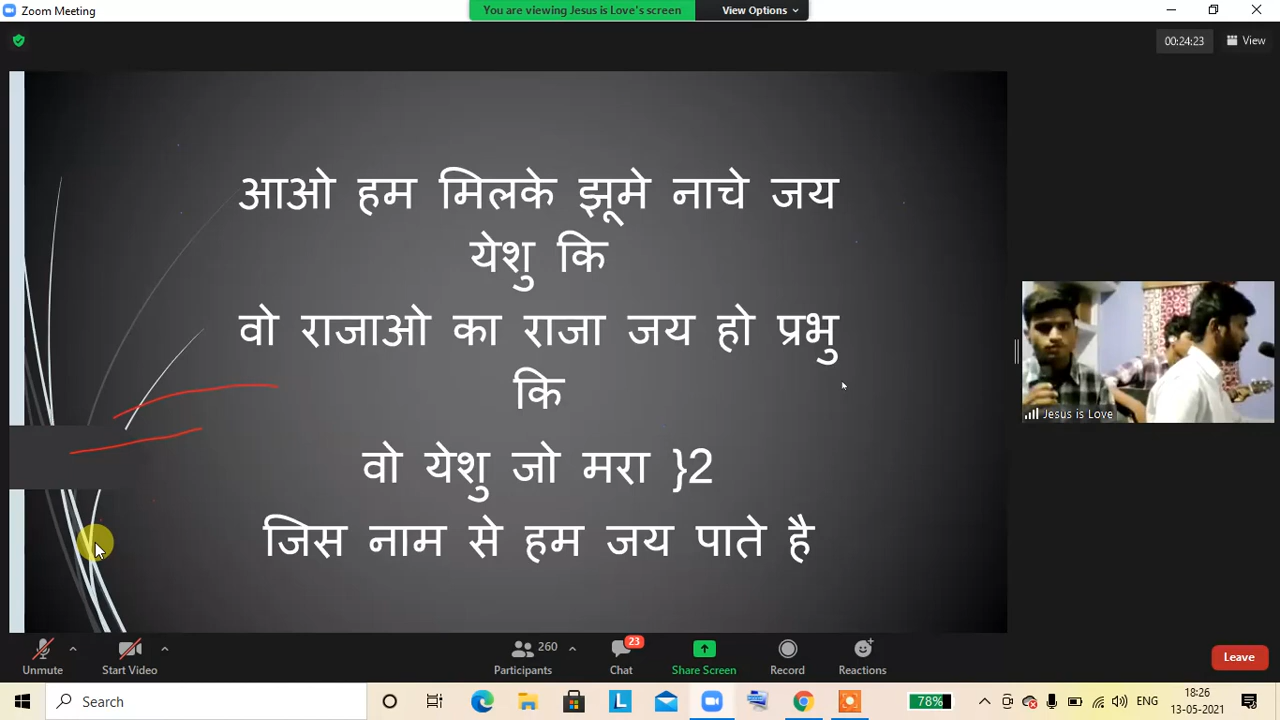 Zoom Meeting
You are viewing Jesus is Love's screen
View Options
00:24:23
View
आओ हम मिलके झूमे नाचे जय
येशु कि
वो राजाओ का राजा जय हो प्रभु
कि
वो येशु जो मरा }2
जिस नाम से हम जय पाते है
Jesus is Love
Unmute
Start Video
260
Participants
23
Chat
Share Screen
Record
Reactions
Leave
Search
L
78%
ENG
18:26
13-05-2021